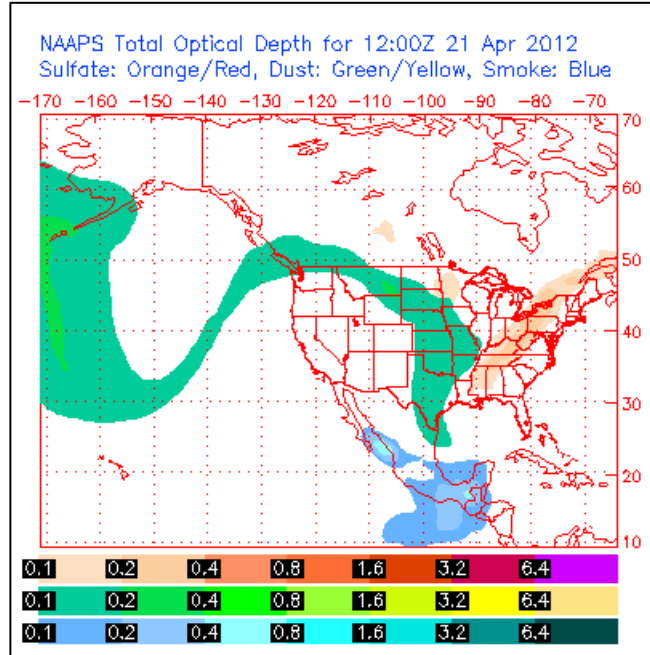 NAAPS Total Optical Depth for 12:00Z 21 Apr 2012
Sulfate: Orange/Red, Dust: Green/Yellow, Smoke: Blue
-170 -160 -150 -140 -130 -120 -110 -100 -90 -80 -70
70
60
50
40
30
20
10
0.1 0.2 0.4 0.8 1.6 3.2 6.4
0.1 0.2 0.4 0.8 1.6 3.2 6.4
0.1 0.2 0.4 0.8 1.6 3.2 6.4